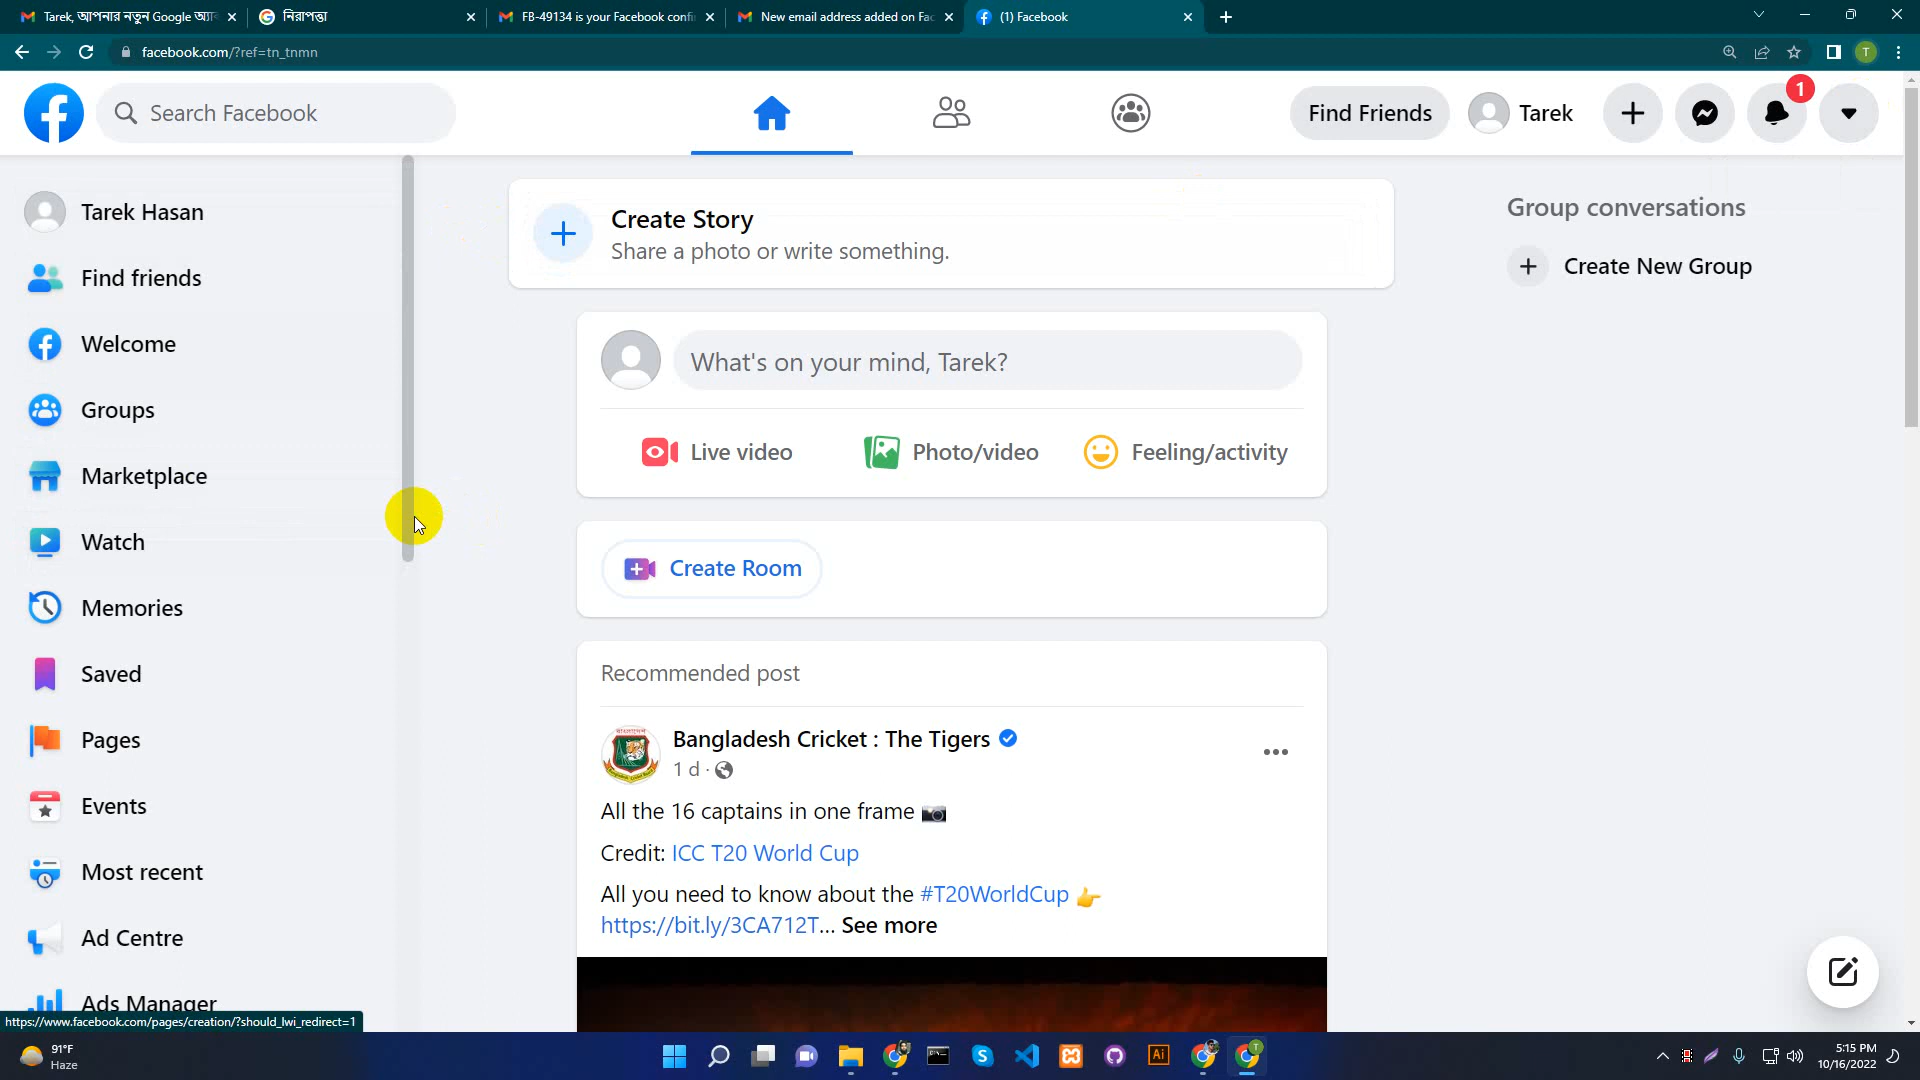 Tarek, আপনার নতুন Google অ্যা
নিরাপত্তা
FB-49134 is your Facebook confi
New email address added on Fac
(1) Facebook
facebook.com/?ref=tn_tnmn
T
Search Facebook
Find Friends
Tarek
1
Tarek Hasan
Find friends
Welcome
Groups
Marketplace
Watch
Memories
Saved
Pages
Events
Most recent
Ad Centre
Ads Manager
https://www.facebook.com/pages/creation/?should_lwi_redirect=1
Create Story
Share a photo or write something.
What's on your mind, Tarek?
Live video
Photo/video
Feeling/activity
Create Room
Recommended post
Bangladesh Cricket : The Tigers
1 d ·
All the 16 captains in one frame 📷
Credit: ICC T20 World Cup
All you need to know about the #T20WorldCup 👉
https://bit.ly/3CA712T... See more
Group conversations
Create New Group
91°F
Haze
Ai
T
5:15 PM
10/16/2022